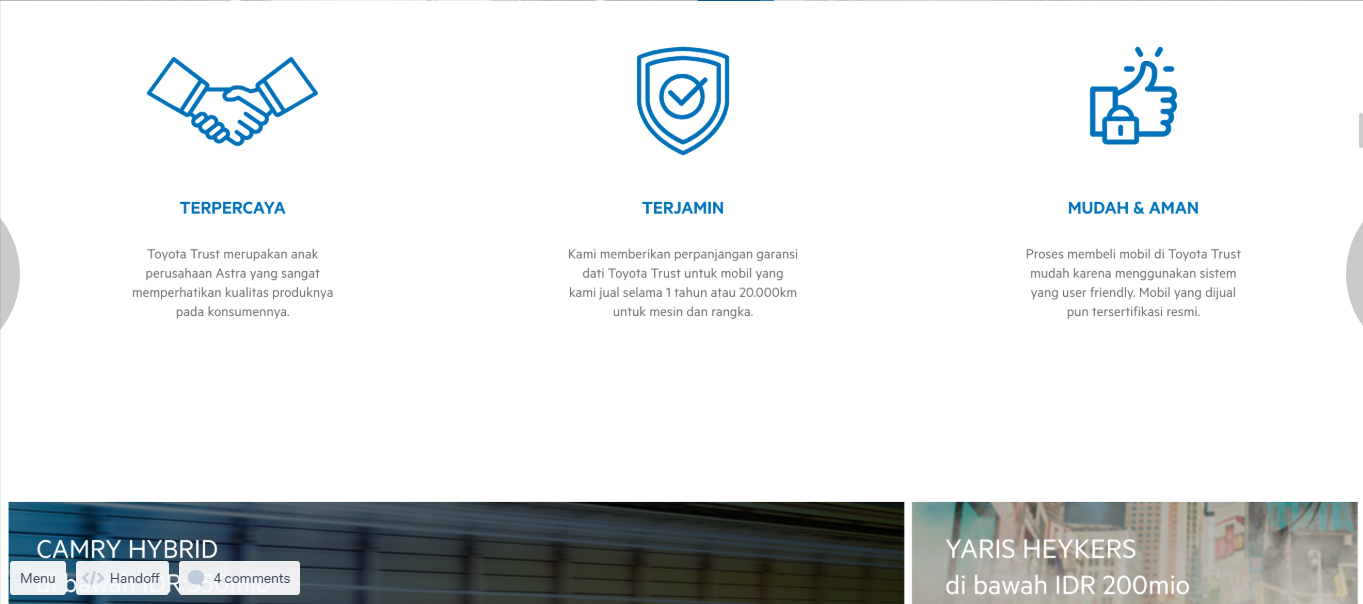 TERPERCAYA
Toyota Trust merupakan anak
perusahaan Astra yang sangat
memperhatikan kualitas produknya
pada konsumennya.
TERJAMIN
Kami memberikan perpanjangan garansi
dati Toyota Trust untuk mobil yang
kami jual selama 1 tahun atau 20.000km
untuk mesin dan rangka.
MUDAH & AMAN
Proses membeli mobil di Toyota Trust
mudah karena menggunakan sistem
yang user friendly. Mobil yang dijual
pun tersertifikasi resmi.
CAMRY HYBRID
di bawah IDR
Menu
</> Handoff
4 comments
YARIS HEYKERS
di bawah IDR 200mio